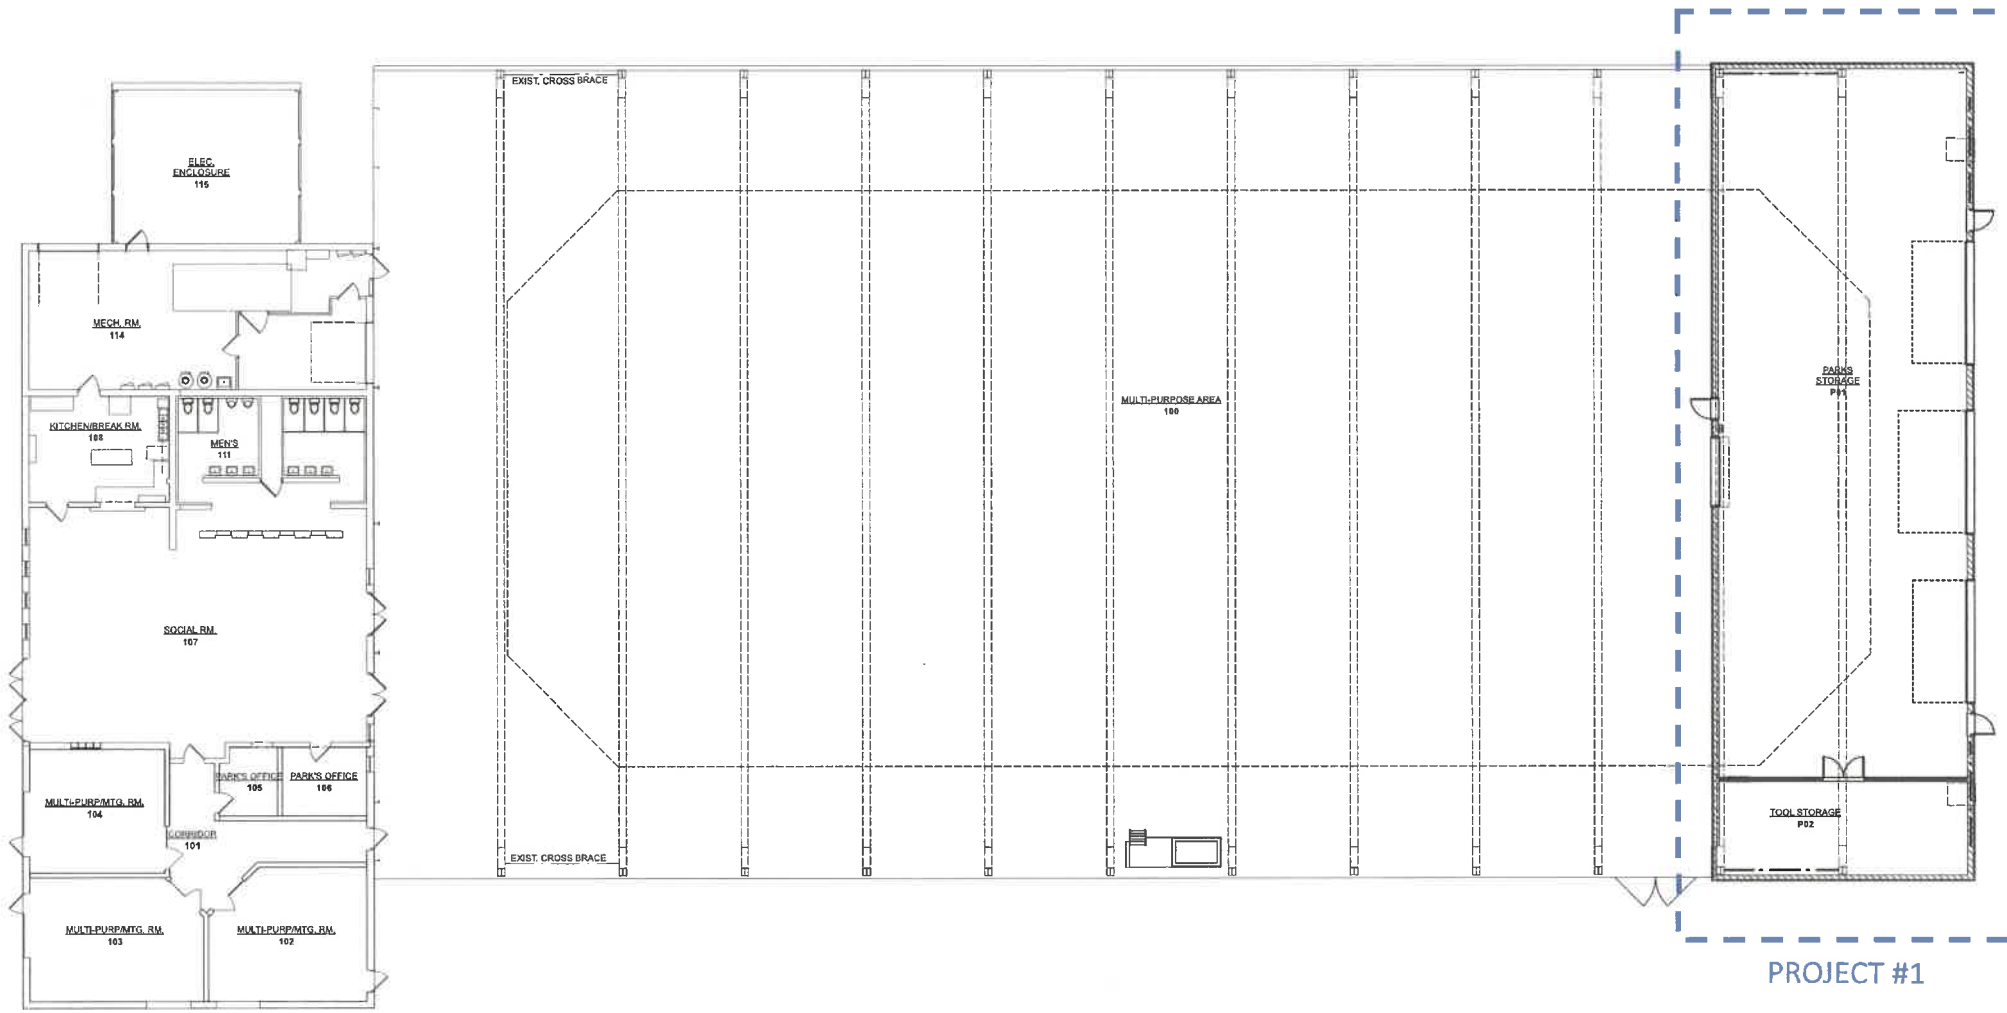 EXIST. CROSS BRACE
ELEC.
ENCLOSURE
115
MECH. RM.
114
KITCHEN/BREAK RM.
108
MEN'S
111
MULTI-PURPOSE AREA
100
PARKS
STORAGE
P01
SOCIAL RM.
107
PARK'S OFFICE
105
PARK'S OFFICE
106
MULTI-PURP/MTG. RM.
104
CORRIDOR
101
TOOL STORAGE
P02
EXIST. CROSS BRACE
MULTI-PURP/MTG. RM.
103
MULTI-PURP/MTG. RM.
102
PROJECT #1